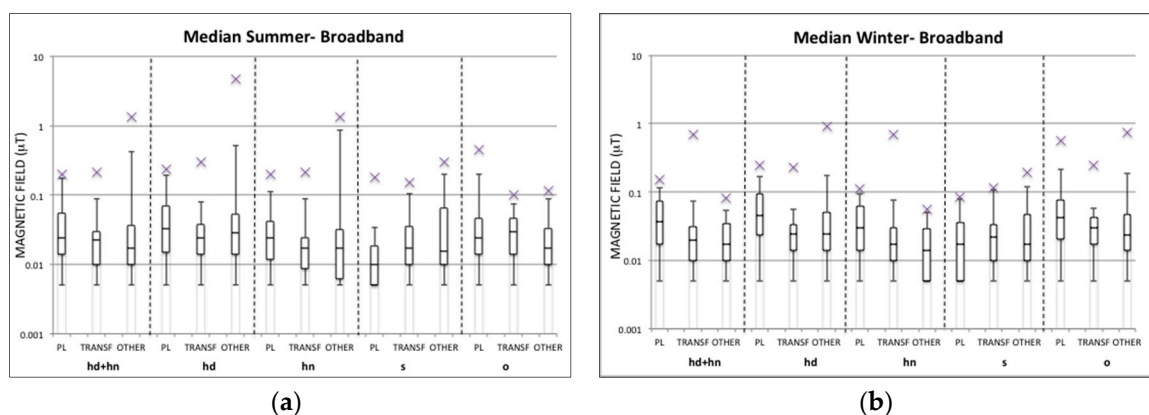 Median Summer- Broadband
10
1
0.1
0.01
0.001
MAGNETIC FIELD (µT)
PL TRANSF OTHER PL TRANSF OTHER PL TRANSF OTHER PL TRANSF OTHER PL TRANSF OTHER
hd+hn hd hn s o
(a)
Median Winter- Broadband
10
1
0.1
0.01
0.001
MAGNETIC FIELD (µT)
PL TRANSF OTHER PL TRANSF OTHER PL TRANSF OTHER PL TRANSF OTHER PL TRANSF OTHER
hd+hn hd hn s o
(b)